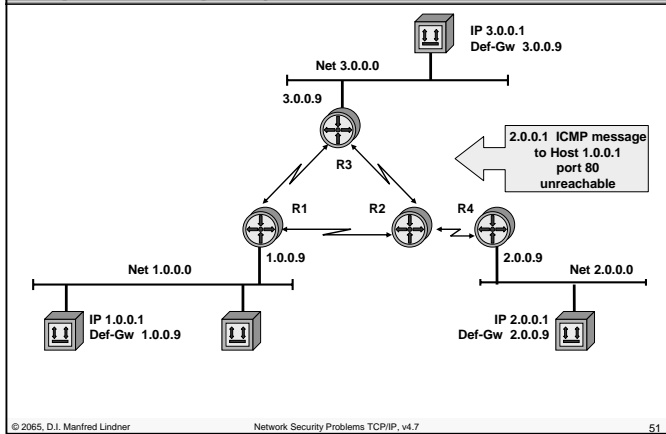 IP 3.0.0.1
Def-Gw 3.0.0.9
Net 3.0.0.0
3.0.0.9
R3
2.0.0.1 ICMP message
to Host 1.0.0.1
port 80
unreachable
R1
R2
R4
1.0.0.9
2.0.0.9
Net 1.0.0.0
Net 2.0.0.0
IP 1.0.0.1
Def-Gw 1.0.0.9
IP 2.0.0.1
Def-Gw 2.0.0.9
© 2065, D.I. Manfred Lindner
Network Security Problems TCP/IP, v4.7
51